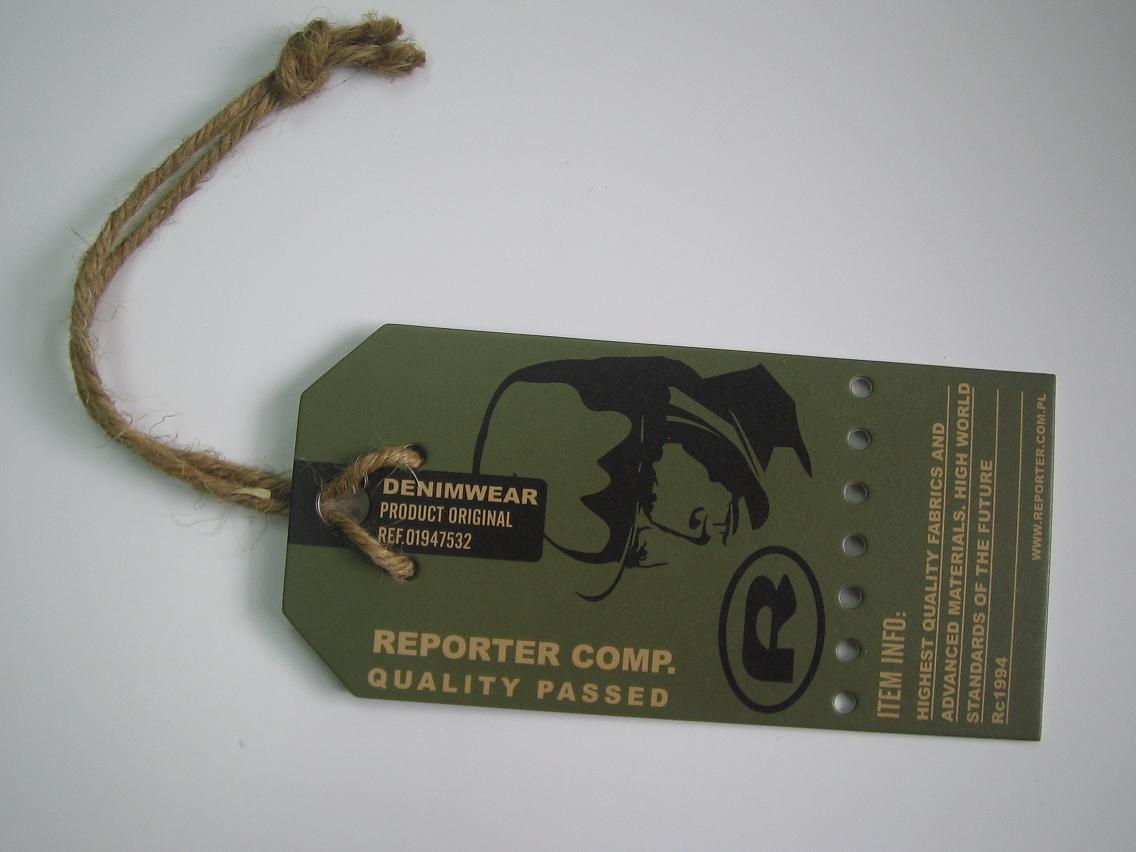 DENIMWEAR
PRODUCT ORIGINAL
REF.01947532
REPORTER COMP.
QUALITY PASSED
R
ITEM INFO:
HIGHEST QUALITY FABRICS AND
ADVANCED MATERIALS. HIGH WORLD
STANDARDS OF THE FUTURE
Rc1994
WWW.REPORTER.COM.PL